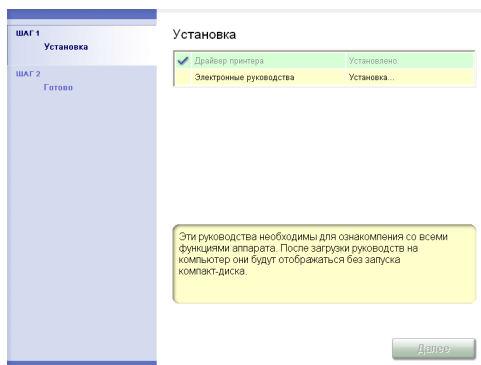 ШАГ 1
Установка
ШАГ 2
Готово
Установка
Драйвер принтера Установлено.
Электронные руководства Установка...
Эти руководства необходимы для ознакомления со всеми
функциями аппарата. После загрузки руководств на
компьютер они будут отображаться без запуска
компакт-диска.
Далее